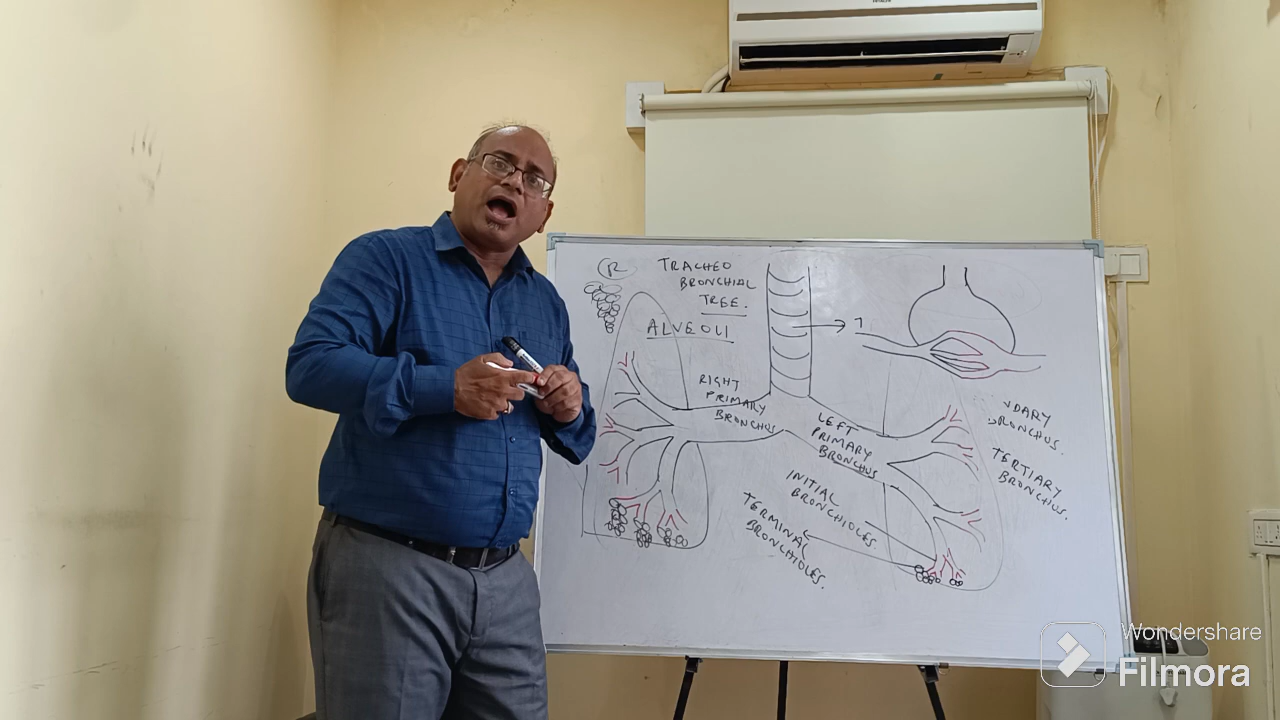 R
TRACHEO
BRONCHIAL
TREE.
ALVEOLI
RIGHT
PRIMARY
BRONCHUS
LEFT
PRIMARY
BRONCHUS
INITIAL
BRONCHIOLES.
TERMINAL
BRONCHIOLES.
DARY
BRONCHUS.
TERTIARY
BRONCHUS.
Wondershare
Filmora